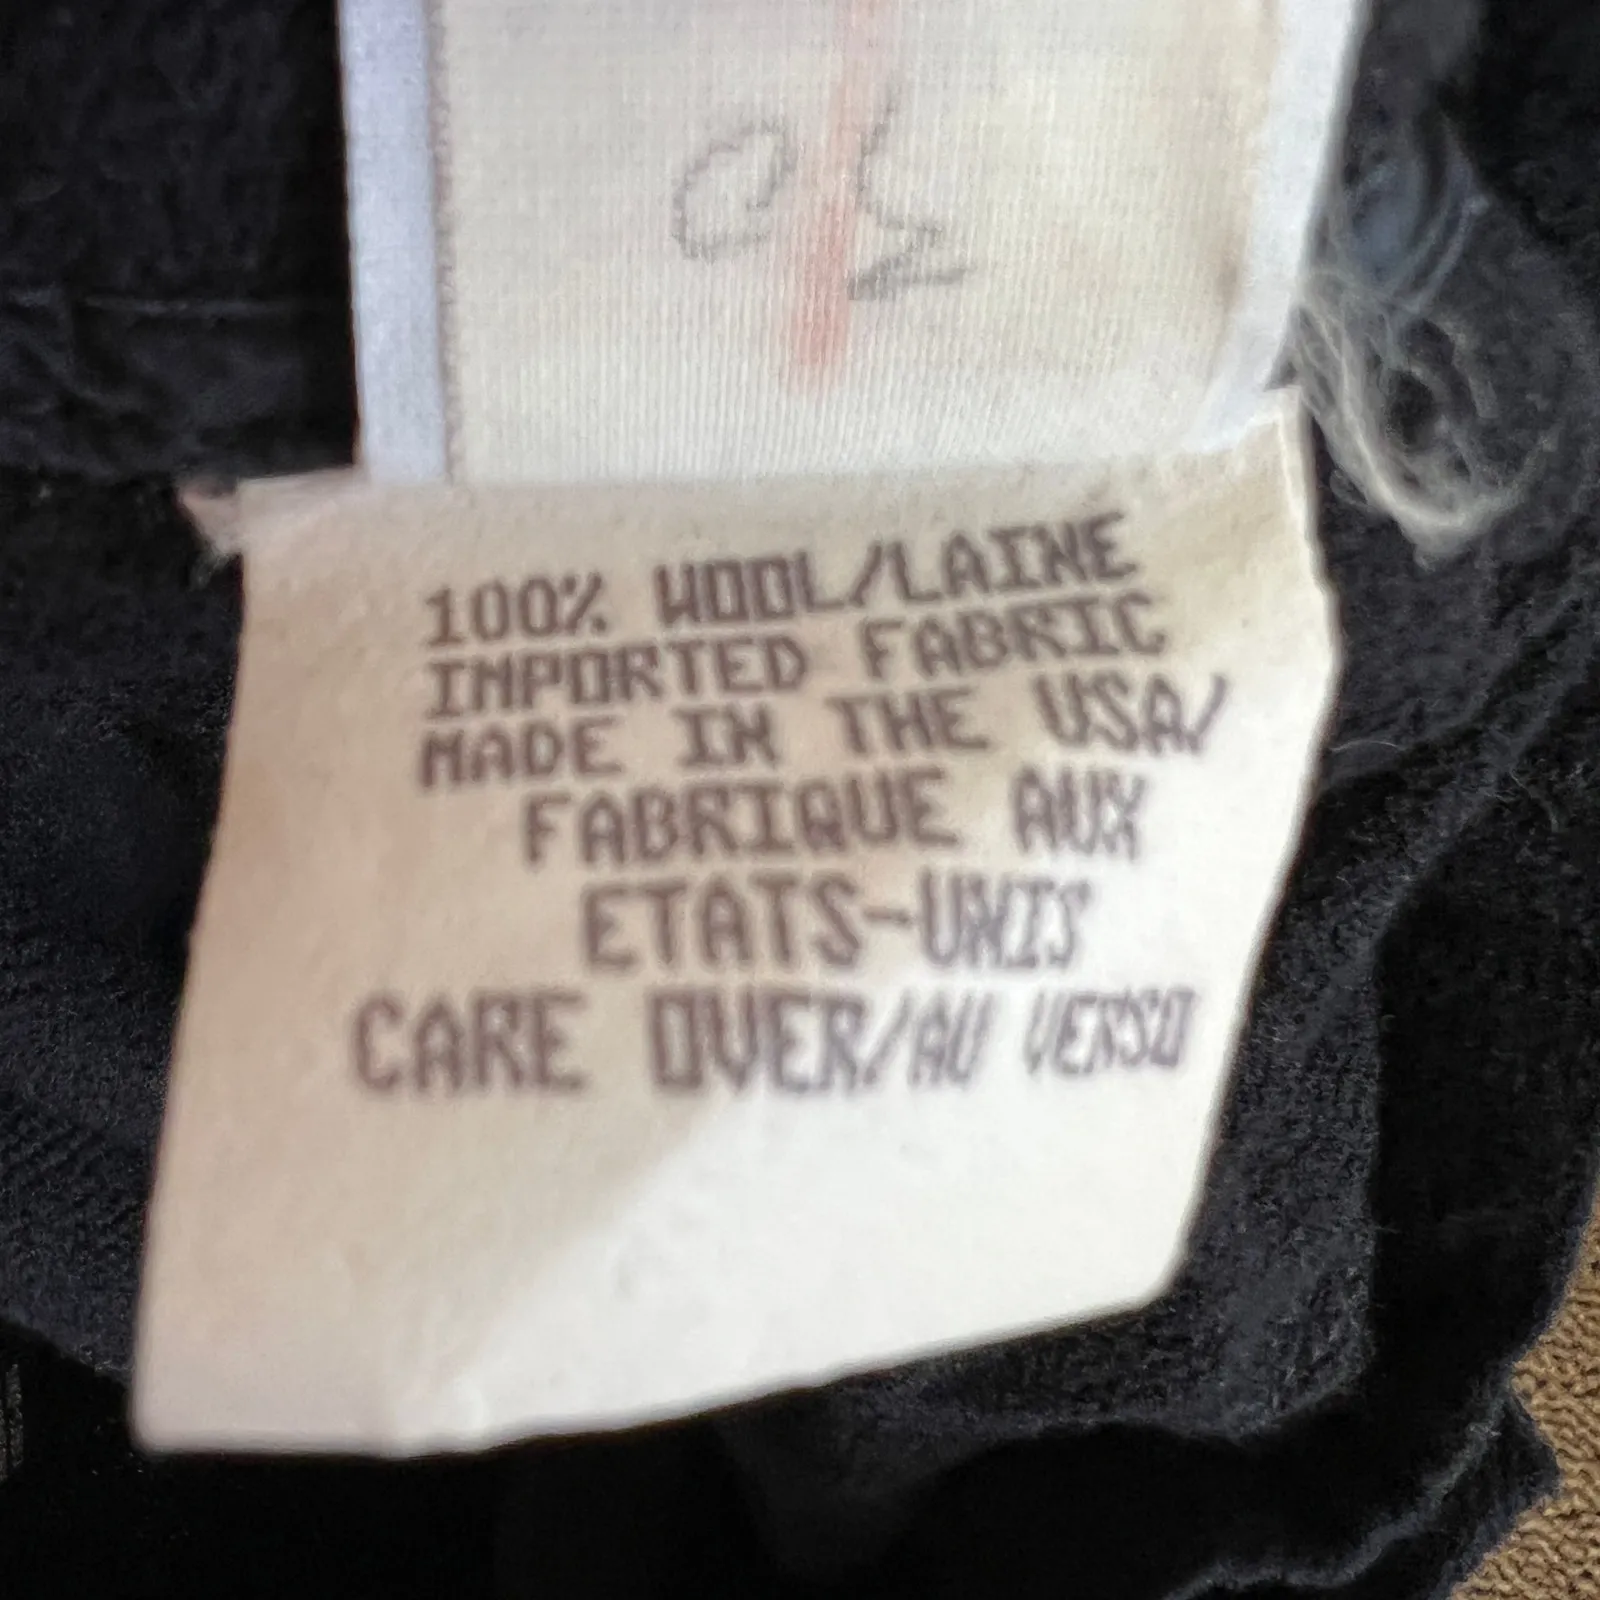 100% WOOL/LAINE
IMPORTED FABRIC
MADE IN THE USA/
FABRIQUE AUX
ETATS-UNIS
CARE OVER/AU VERSO